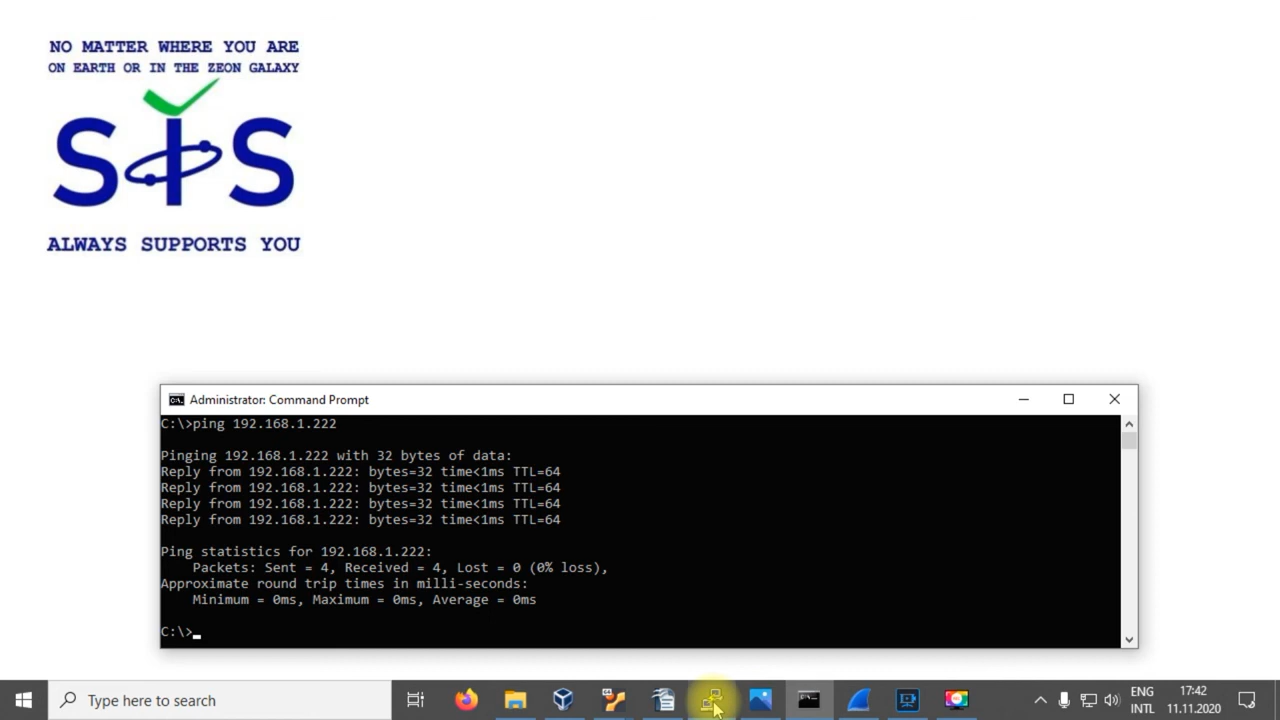 NO MATTER WHERE YOU ARE
ON EARTH OR IN THE ZEON GALAXY
SIS
ALWAYS SUPPORTS YOU
Administrator: Command Prompt
C:\>ping 192.168.1.222
Pinging 192.168.1.222 with 32 bytes of data:
Reply from 192.168.1.222: bytes=32 time<1ms TTL=64
Reply from 192.168.1.222: bytes=32 time<1ms TTL=64
Reply from 192.168.1.222: bytes=32 time<1ms TTL=64
Reply from 192.168.1.222: bytes=32 time<1ms TTL=64
Ping statistics for 192.168.1.222:
Packets: Sent = 4, Received = 4, Lost = 0 (0% loss),
Approximate round trip times in milli-seconds:
Minimum = 0ms, Maximum = 0ms, Average = 0ms
C:\>
Type here to search
ENG 17:42
INTL 11.11.2020